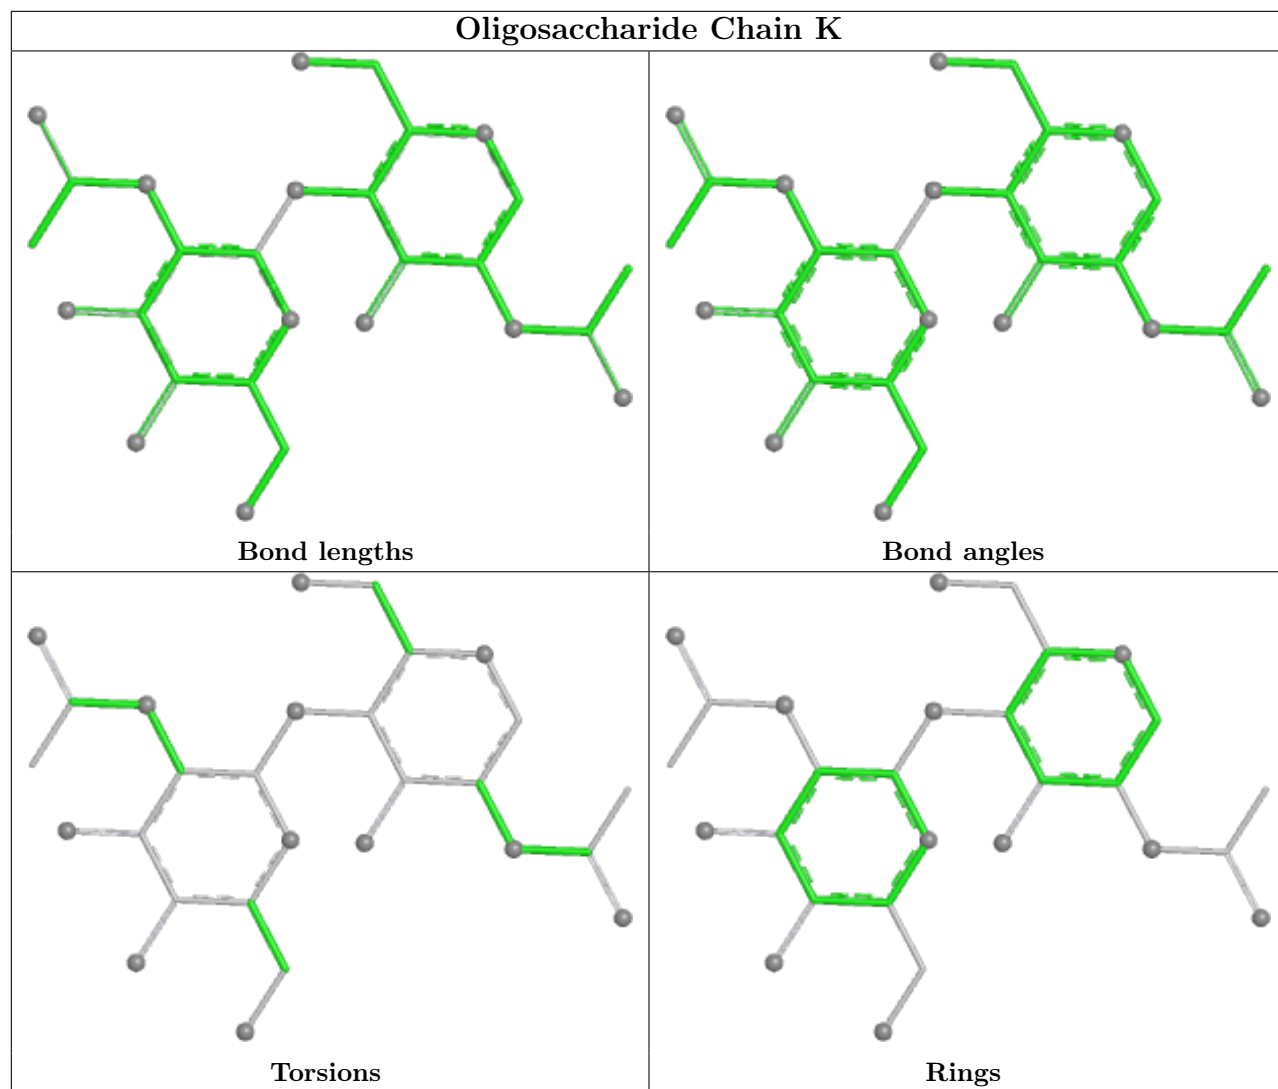 Oligosaccharide Chain K
Bond lengths
Bond angles
Torsions
Rings